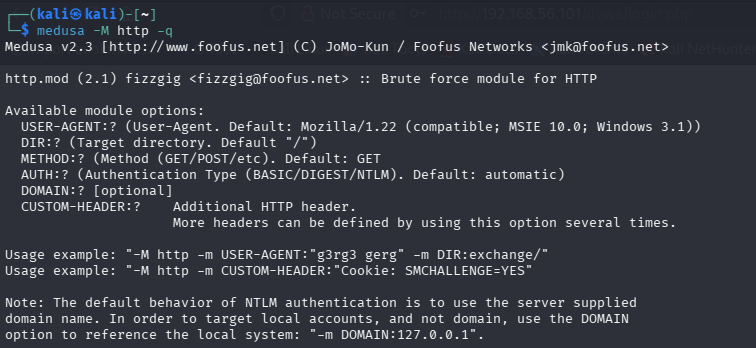 Not Secure 192.168.56.101
┌──(kali㉿kali)-[~]
└─$ medusa -M http -q
Medusa v2.3 [http://www.foofus.net] (C) JoMo-Kun / Foofus Networks <jmk@foofus.net>
http.mod (2.1) fizzgig <fizzgig@foofus.net> :: Brute force module for HTTP
Available module options:
USER-AGENT:? (User-Agent. Default: Mozilla/1.22 (compatible; MSIE 10.0; Windows 3.1))
DIR:? (Target directory. Default "/")
METHOD:? (Method (GET/POST/etc). Default: GET
AUTH:? (Authentication Type (BASIC/DIGEST/NTLM). Default: automatic)
DOMAIN:? [optional]
CUSTOM-HEADER:?    Additional HTTP header.
More headers can be defined by using this option several times.
Usage example: "-M http -m USER-AGENT:"g3rg3 gerg" -m DIR:exchange/"
Usage example: "-M http -m CUSTOM-HEADER:"Cookie: SMCHALLENGE=YES"
Note: The default behavior of NTLM authentication is to use the server supplied
domain name. In order to target local accounts, and not domain, use the DOMAIN
option to reference the local system: "-m DOMAIN:127.0.0.1".